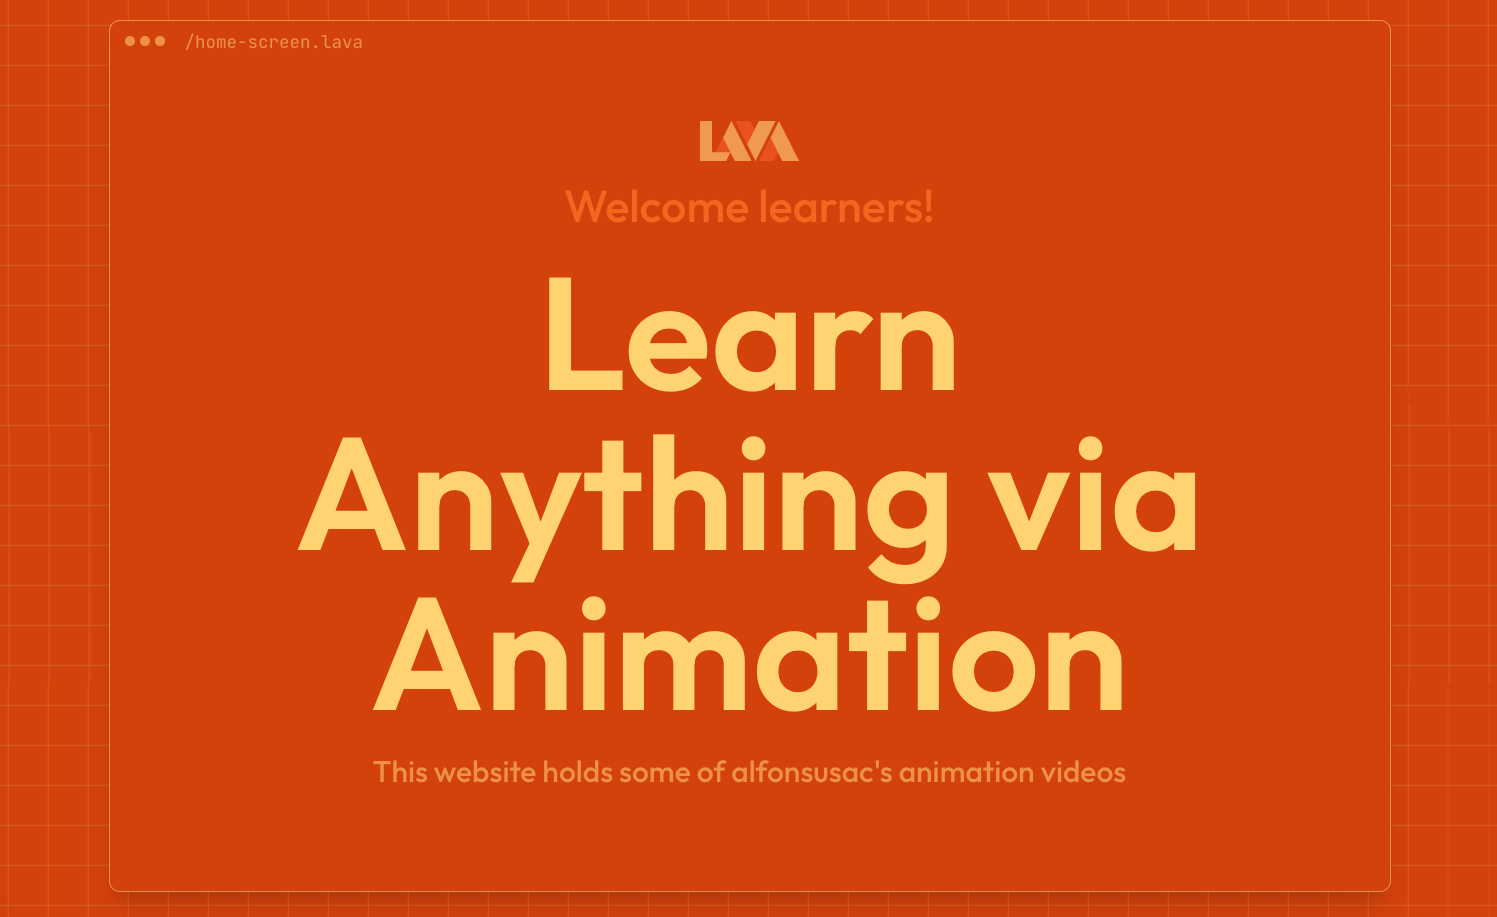 /home-screen.lava
LAVA
Welcome learners!
Learn
Anything via
Animation
This website holds some of alfonsusac's animation videos